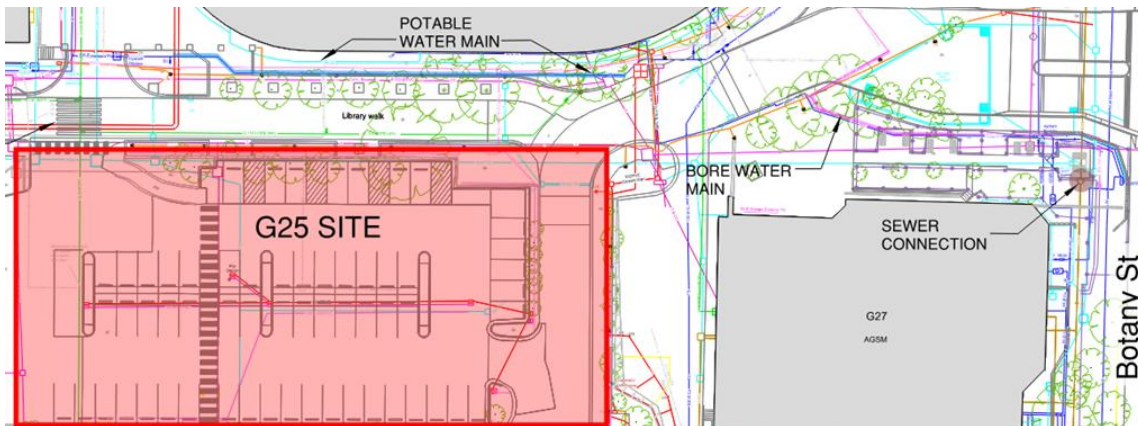 POTABLE
WATER MAIN
Library walk
BORE WATER
MAIN
G25 SITE
SEWER
CONNECTION
G27
AGSM
Botany St